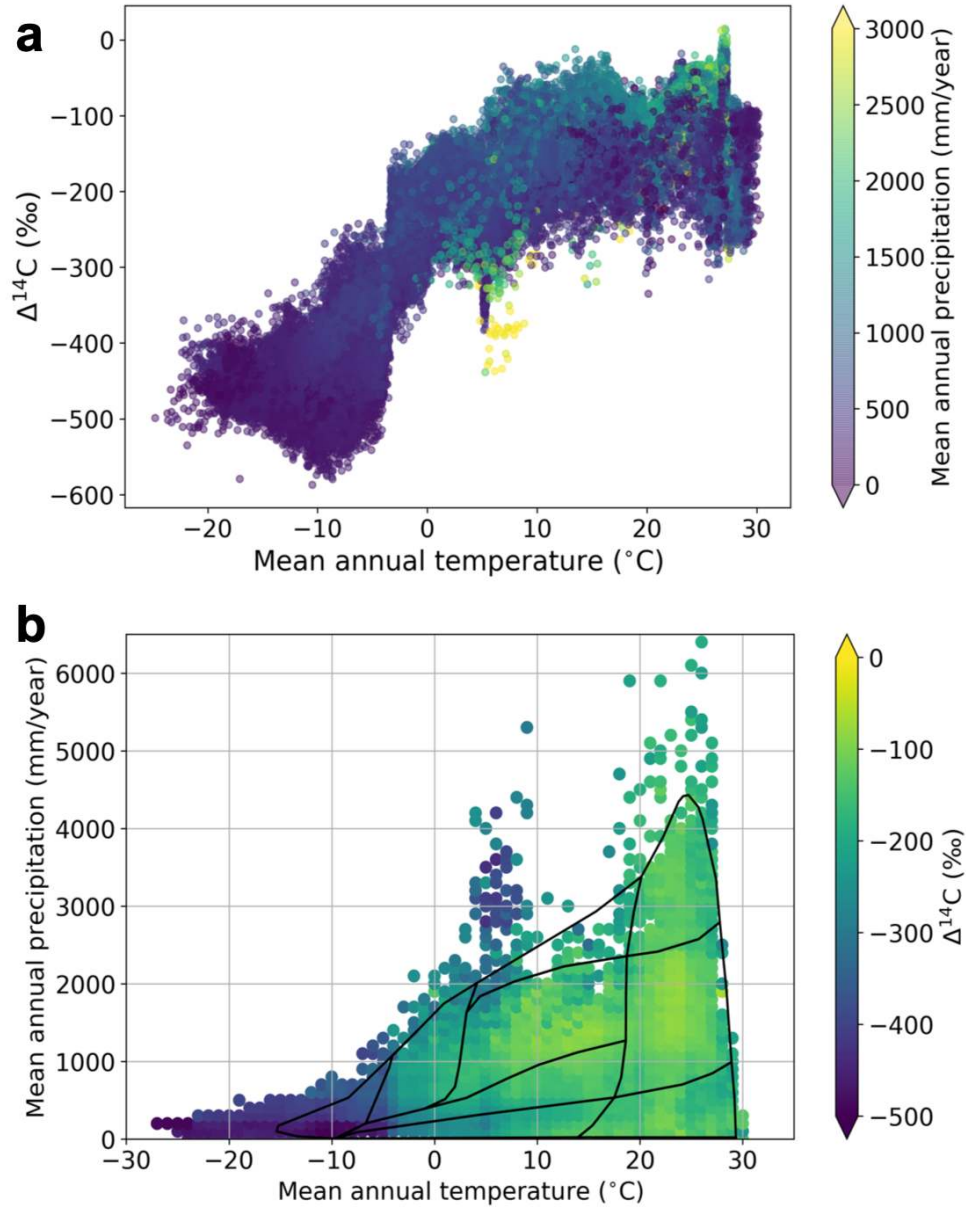 a
0
−100
−200
−300
−400
−500
−600
Δ¹⁴C (‰)
−20 −10 0 10 20 30
Mean annual temperature (°C)
3000
2500
2000
1500
1000
500
0
Mean annual precipitation (mm/year)
b
6000
5000
4000
3000
2000
1000
0
Mean annual precipitation (mm/year)
−30 −20 −10 0 10 20 30
Mean annual temperature (°C)
0
−100
−200
−300
−400
−500
Δ¹⁴C (‰)